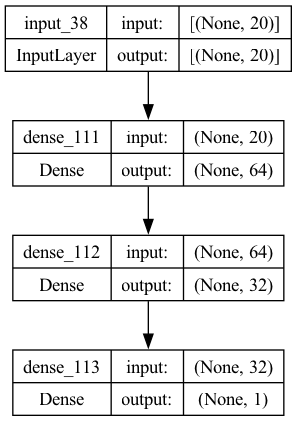 input_38 input: [(None, 20)]
InputLayer output: [(None, 20)]
dense_111 input: (None, 20)
Dense output: (None, 64)
dense_112 input: (None, 64)
Dense output: (None, 32)
dense_113 input: (None, 32)
Dense output: (None, 1)